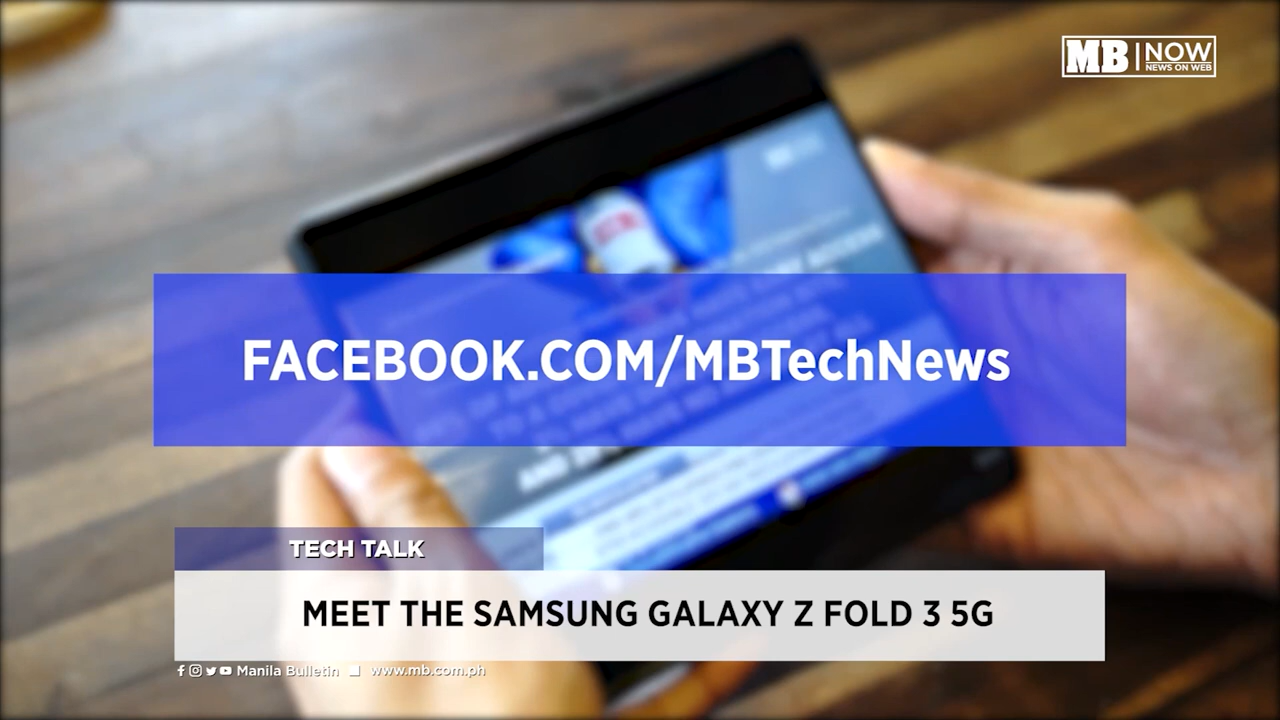 MB NOW
NEWS ON WEB
FACEBOOK.COM/MBTechNews
TECH TALK
MEET THE SAMSUNG GALAXY Z FOLD 3 5G
Manila Bulletin www.mb.com.ph